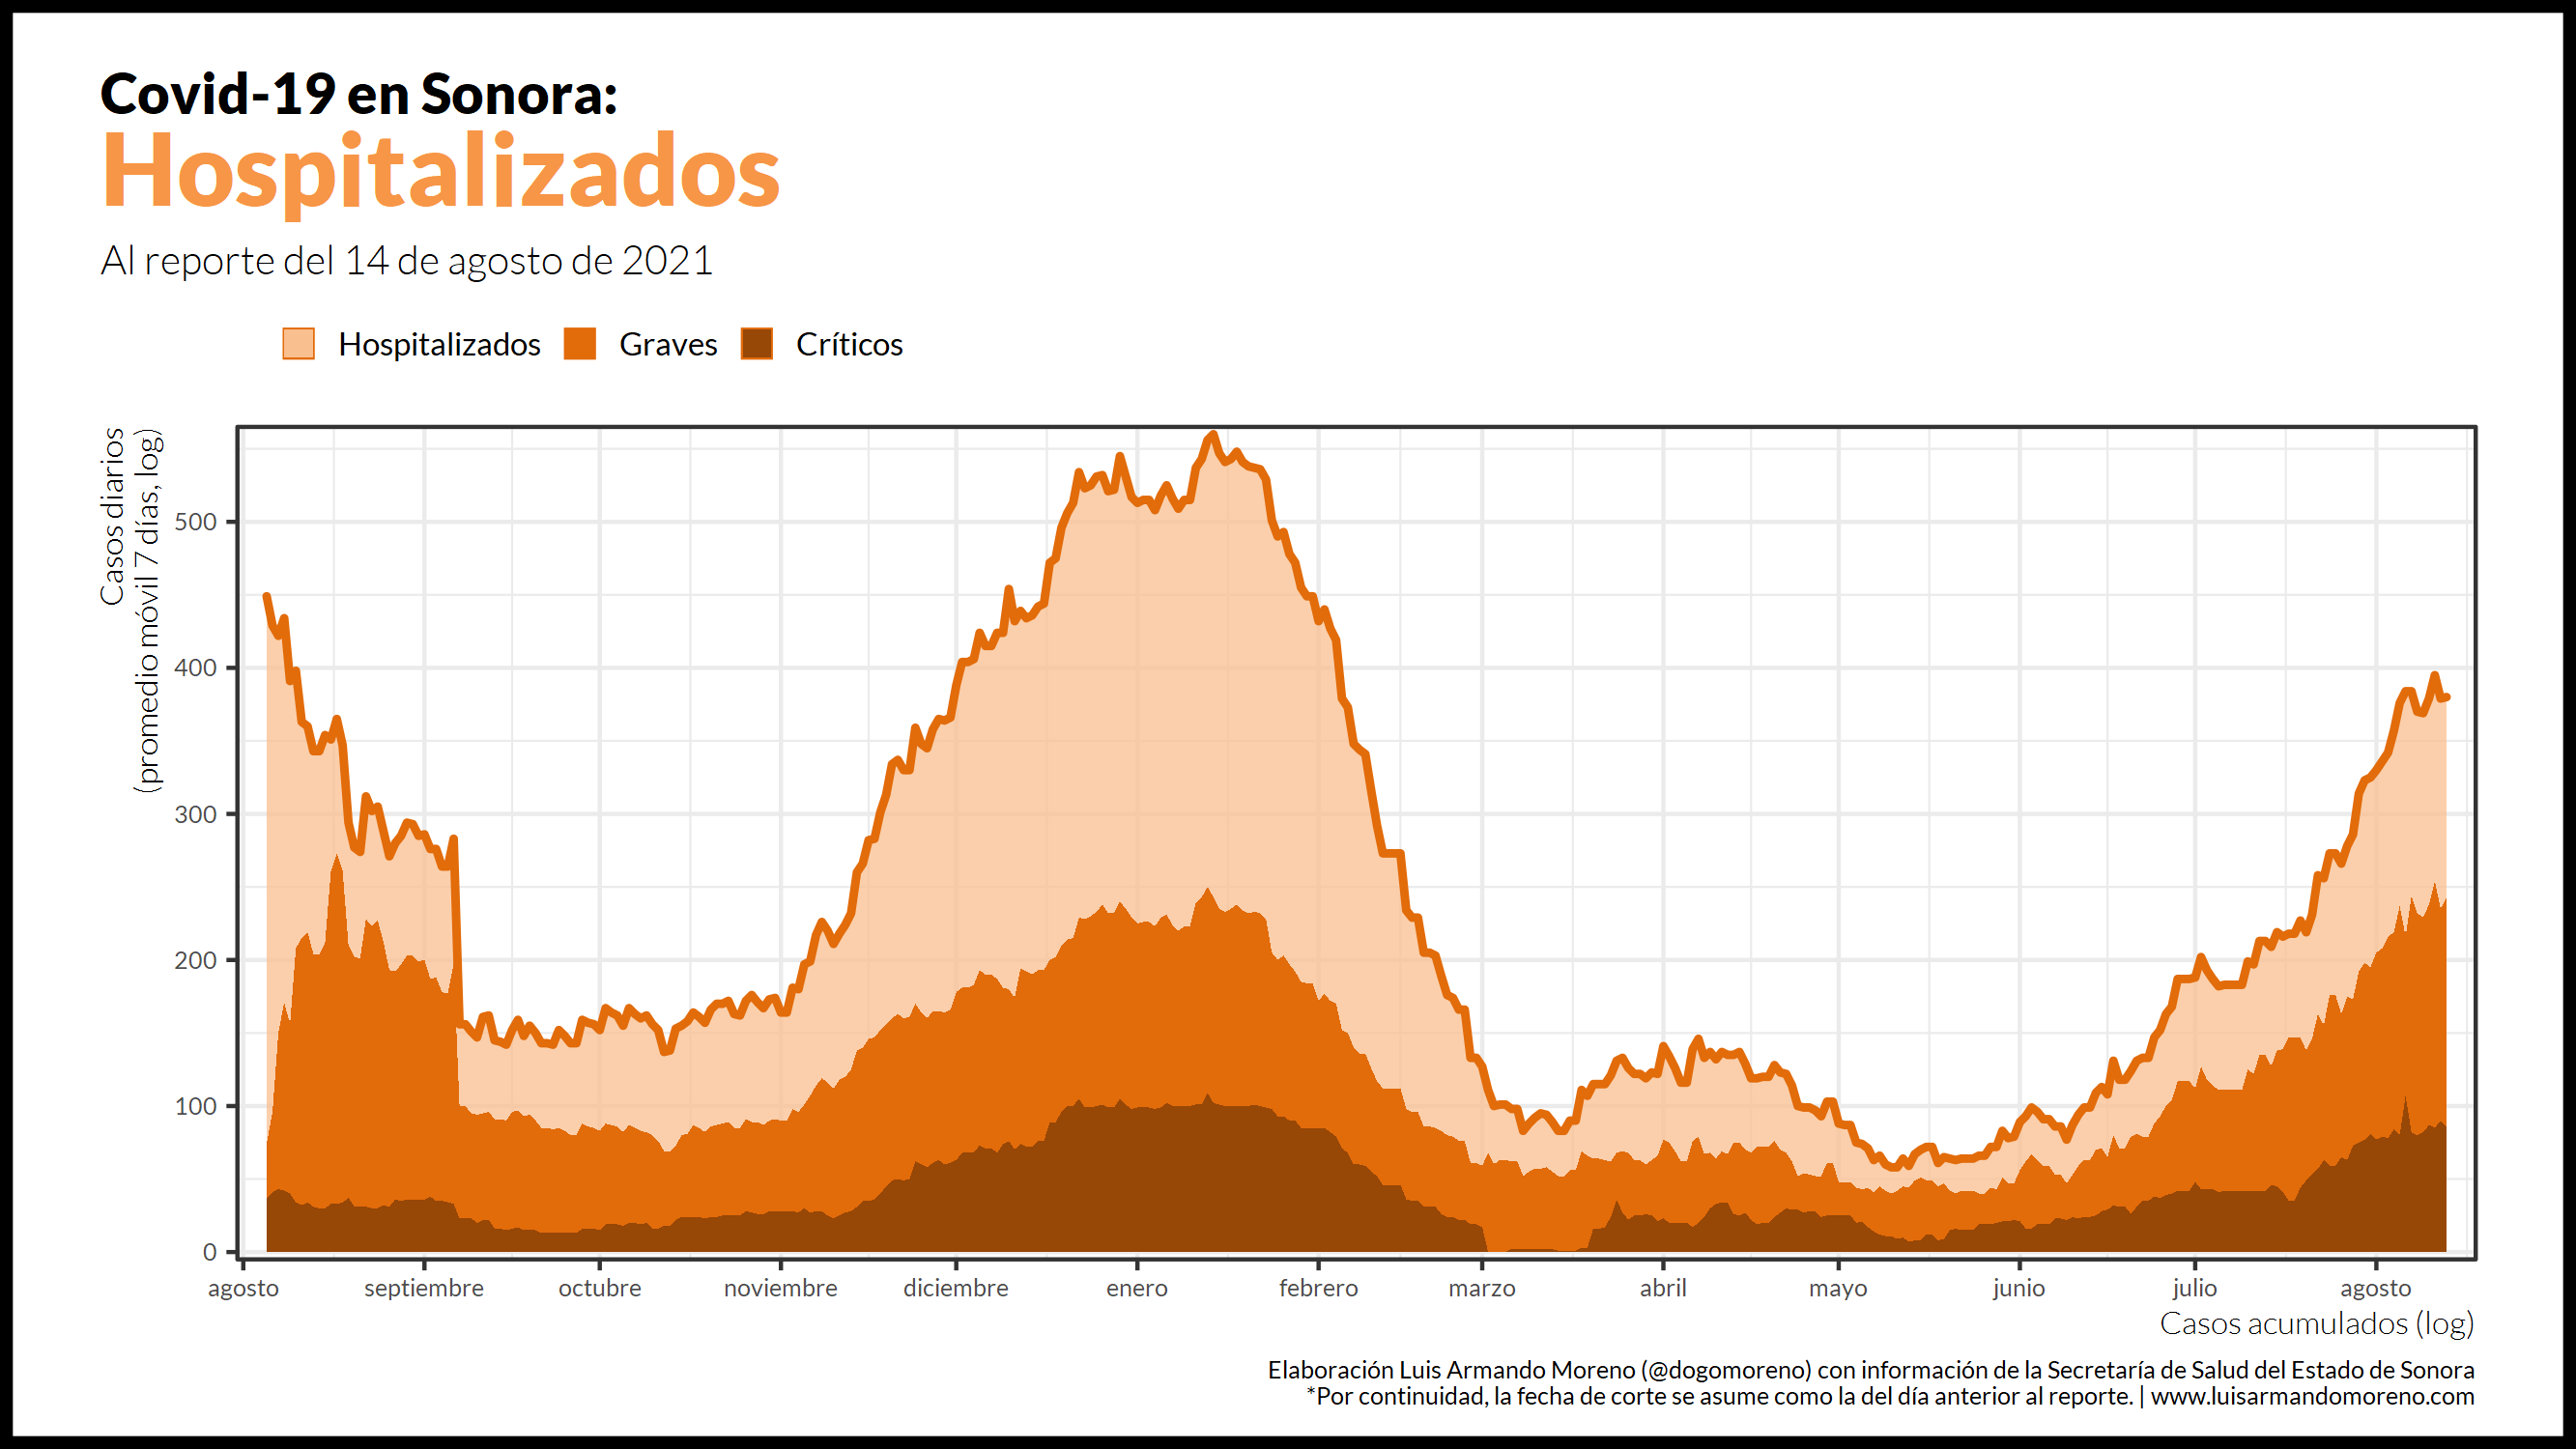 Covid-19 en Sonora:
Hospitalizados
Al reporte del 14 de agosto de 2021
Hospitalizados Graves Críticos
Casos diarios
(promedio móvil 7 días, log)
500
400
300
200
100
0
agosto septiembre octubre noviembre diciembre enero febrero marzo abril mayo junio julio agosto
Casos acumulados (log)
Elaboración Luis Armando Moreno (@dogomoreno) con información de la Secretaría de Salud del Estado de Sonora
*Por continuidad, la fecha de corte se asume como la del día anterior al reporte. | www.luisarmandomoreno.com